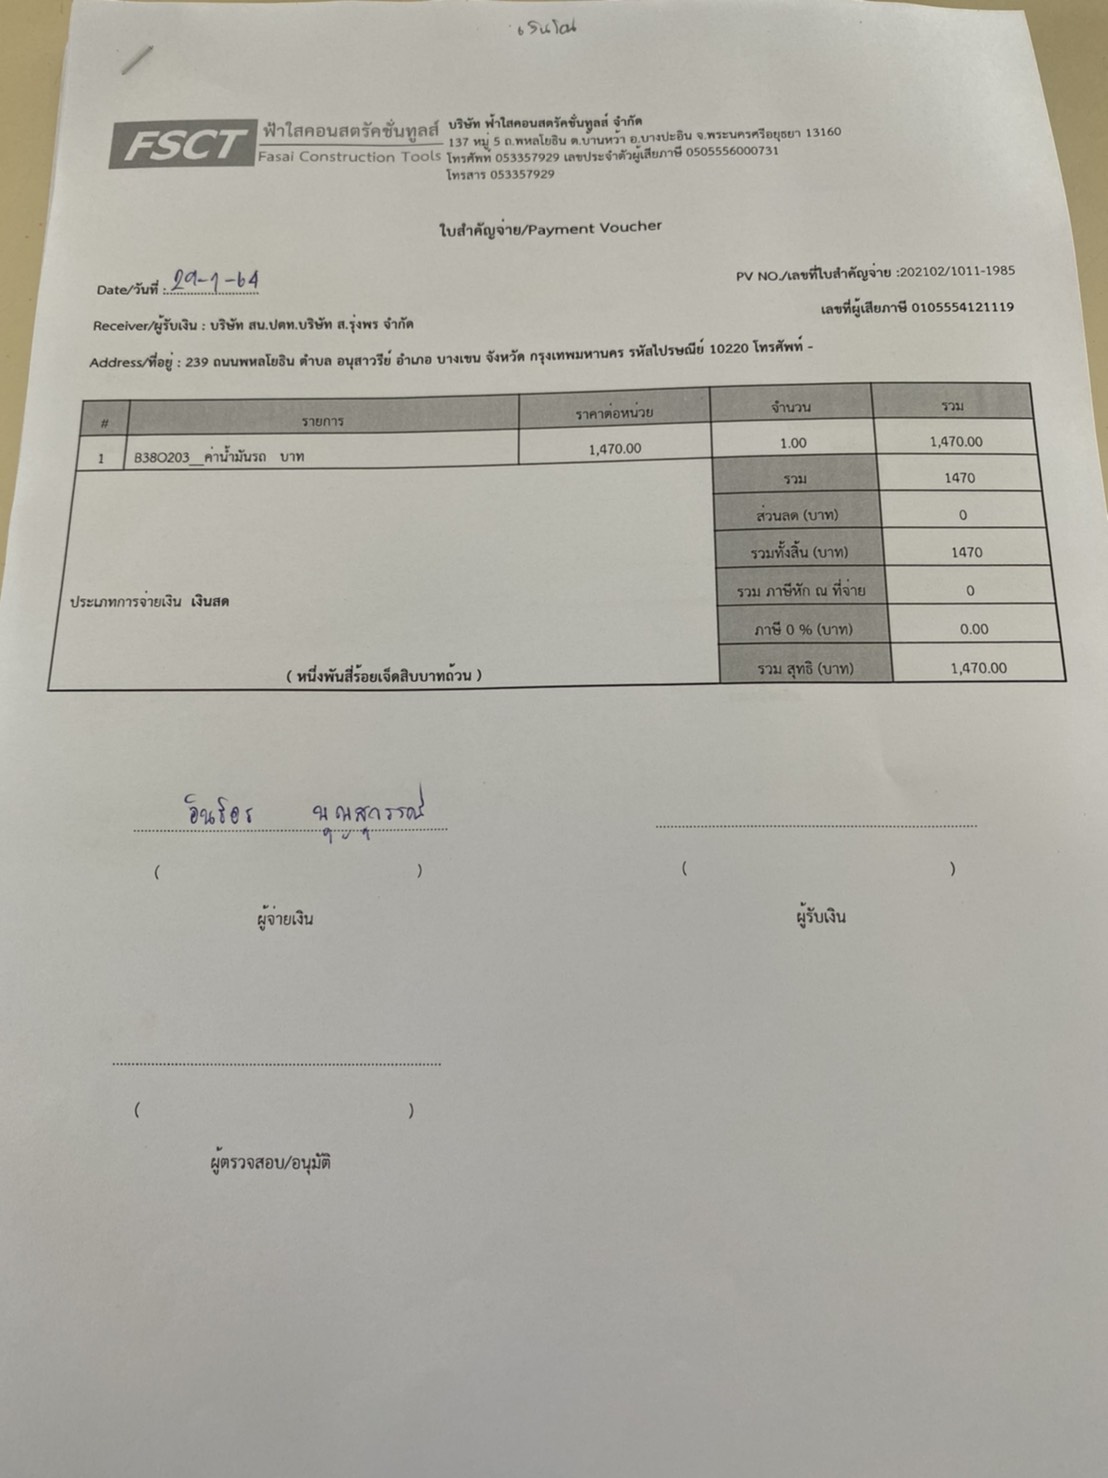 FSCT
ฟ้าใสคอนสตรัคชั่นทูลส์
Fasai Construction Tools
บริษัท ฟ้าใสคอนสตรัคชั่นทูลส์ จำกัด
137 หมู่ 5 ถ.พหลโยธิน ต.บ้านหว้า อ.บางปะอิน จ.พระนครศรีอยุธยา 13160
โทรศัพท์ 053357929 เลขประจำตัวผู้เสียภาษี 0505556000731
โทรสาร 053357929
ใบสำคัญจ่าย/Payment Voucher
PV NO./เลขที่ใบสำคัญจ่าย :202102/1011-1985
Date/วันที่ : 29-1-64
เลขที่ผู้เสียภาษี 0105554121119
Receiver/ผู้รับเงิน : บริษัท สน.ปตท.บริษัท ส.รุ่งพร จำกัด
Address/ที่อยู่ : 239 ถนนพหลโยธิน ตำบล อนุสาวรีย์ อำเภอ บางเขน จังหวัด กรุงเทพมหานคร รหัสไปรษณีย์ 10220 โทรศัพท์ -
# รายการ ราคาต่อหน่วย จำนวน รวม
1 B38O203__ค่าน้ำมันรถ บาท 1,470.00 1.00 1,470.00
รวม 1470
ส่วนลด (บาท) 0
รวมทั้งสิ้น (บาท) 1470
รวม ภาษีหัก ณ ที่จ่าย 0
ประเภทการจ่ายเงิน เงินสด
ภาษี 0 % (บาท) 0.00
( หนึ่งพันสี่ร้อยเจ็ดสิบบาทถ้วน ) รวม สุทธิ (บาท) 1,470.00
( ) ( )
ผู้จ่ายเงิน ผู้รับเงิน
( )
ผู้ตรวจสอบ/อนุมัติ